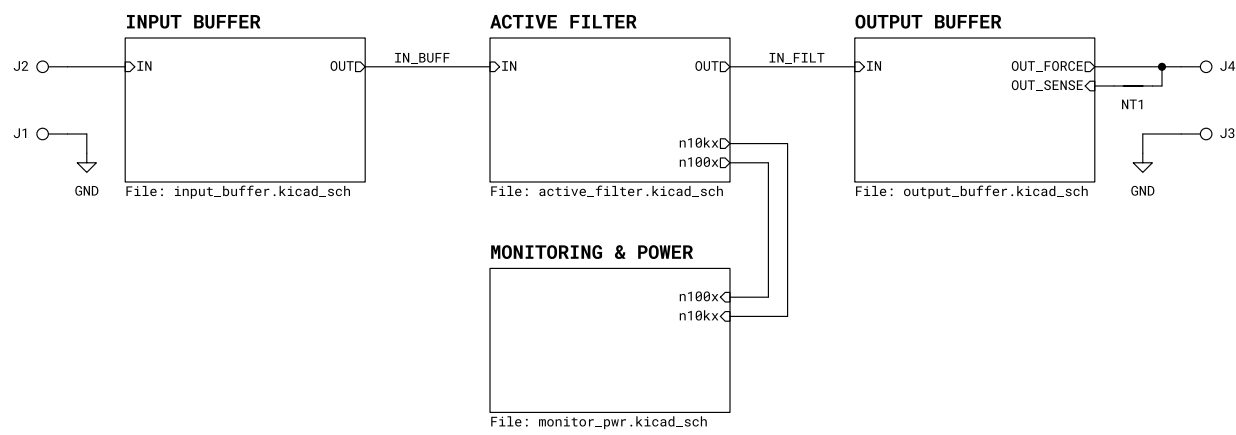 INPUT BUFFER
ACTIVE FILTER
OUTPUT BUFFER
J2
IN
OUT
IN_BUFF
IN
OUT
IN_FILT
IN
OUT_FORCE
J4
OUT_SENSE
NT1
J1
GND
n10kx
n100x
J3
GND
File: input_buffer.kicad_sch
File: active_filter.kicad_sch
File: output_buffer.kicad_sch
MONITORING & POWER
n100x
n10kx
File: monitor_pwr.kicad_sch